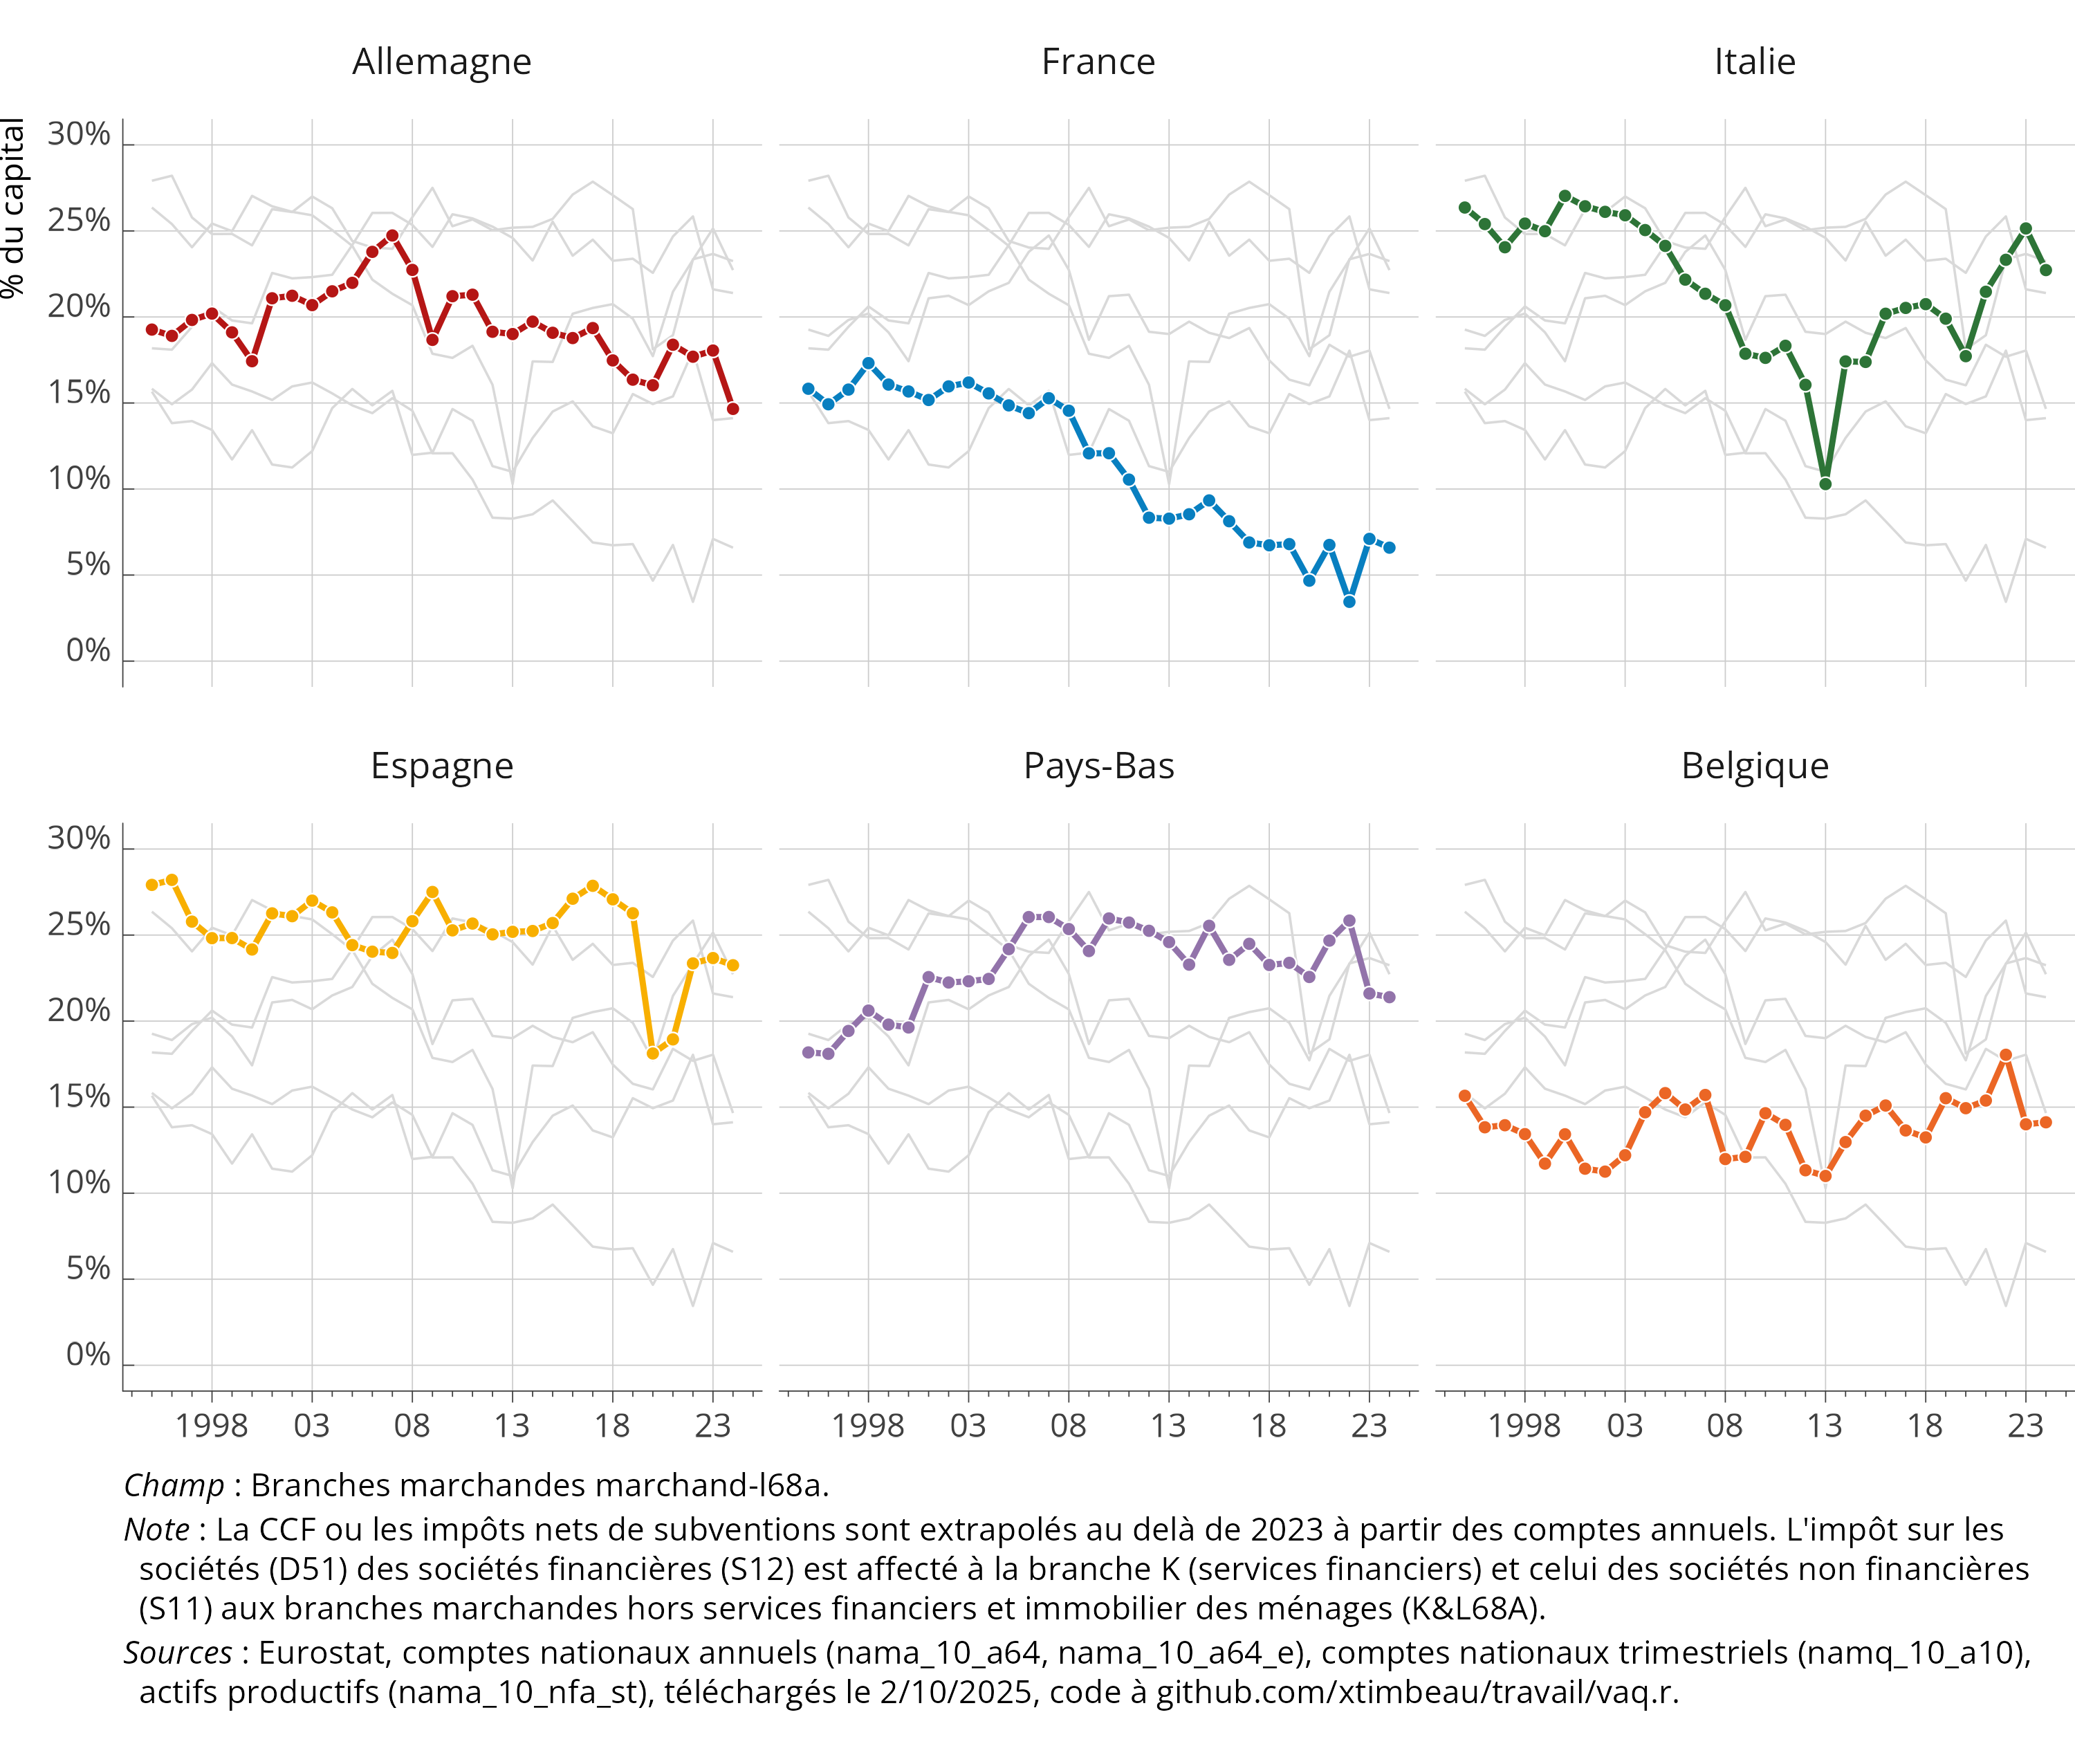 Allemagne
France
Italie
% du capital
30%
25%
20%
15%
10%
5%
0%
Espagne
Pays-Bas
Belgique
30%
25%
20%
15%
10%
5%
0%
1998 03 08 13 18 23
1998 03 08 13 18 23
1998 03 08 13 18 23
Champ : Branches marchandes marchand-l68a.
Note : La CCF ou les impôts nets de subventions sont extrapolés au delà de 2023 à partir des comptes annuels. L'impôt sur les
sociétés (D51) des sociétés financières (S12) est affecté à la branche K (services financiers) et celui des sociétés non financières
(S11) aux branches marchandes hors services financiers et immobilier des ménages (K&L68A).
Sources : Eurostat, comptes nationaux annuels (nama_10_a64, nama_10_a64_e), comptes nationaux trimestriels (namq_10_a10),
actifs productifs (nama_10_nfa_st), téléchargés le 2/10/2025, code à github.com/xtimbeau/travail/vaq.r.